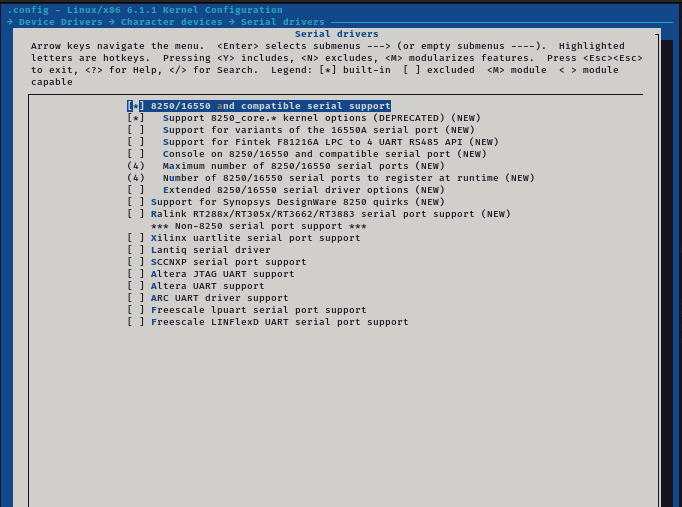 .config - Linux/x86 6.1.1 Kernel Configuration
→ Device Drivers → Character devices → Serial drivers
Serial drivers
Arrow keys navigate the menu.  <Enter> selects submenus ---> (or empty submenus ----).  Highlighted
letters are hotkeys.  Pressing <Y> includes, <N> excludes, <M> modularizes features.  Press <Esc><Esc>
to exit, <?> for Help, </> for Search.  Legend: [*] built-in  [ ] excluded  <M> module  < > module
capable
[*] 8250/16550 and compatible serial support
[*]   Support 8250_core.* kernel options (DEPRECATED) (NEW)
[ ]   Support for variants of the 16550A serial port (NEW)
[ ]   Support for Fintek F81216A LPC to 4 UART RS485 API (NEW)
[ ]   Console on 8250/16550 and compatible serial port (NEW)
(4)   Maximum number of 8250/16550 serial ports (NEW)
(4)   Number of 8250/16550 serial ports to register at runtime (NEW)
[ ]   Extended 8250/16550 serial driver options (NEW)
[ ] Support for Synopsys DesignWare 8250 quirks (NEW)
[ ] Ralink RT288x/RT305x/RT3662/RT3883 serial port support (NEW)
*** Non-8250 serial port support ***
[ ] Xilinx uartlite serial port support
[ ] Lantiq serial driver
[ ] SCCNXP serial port support
[ ] Altera JTAG UART support
[ ] Altera UART support
[ ] ARC UART driver support
[ ] Freescale lpuart serial port support
[ ] Freescale LINFlexD UART serial port support